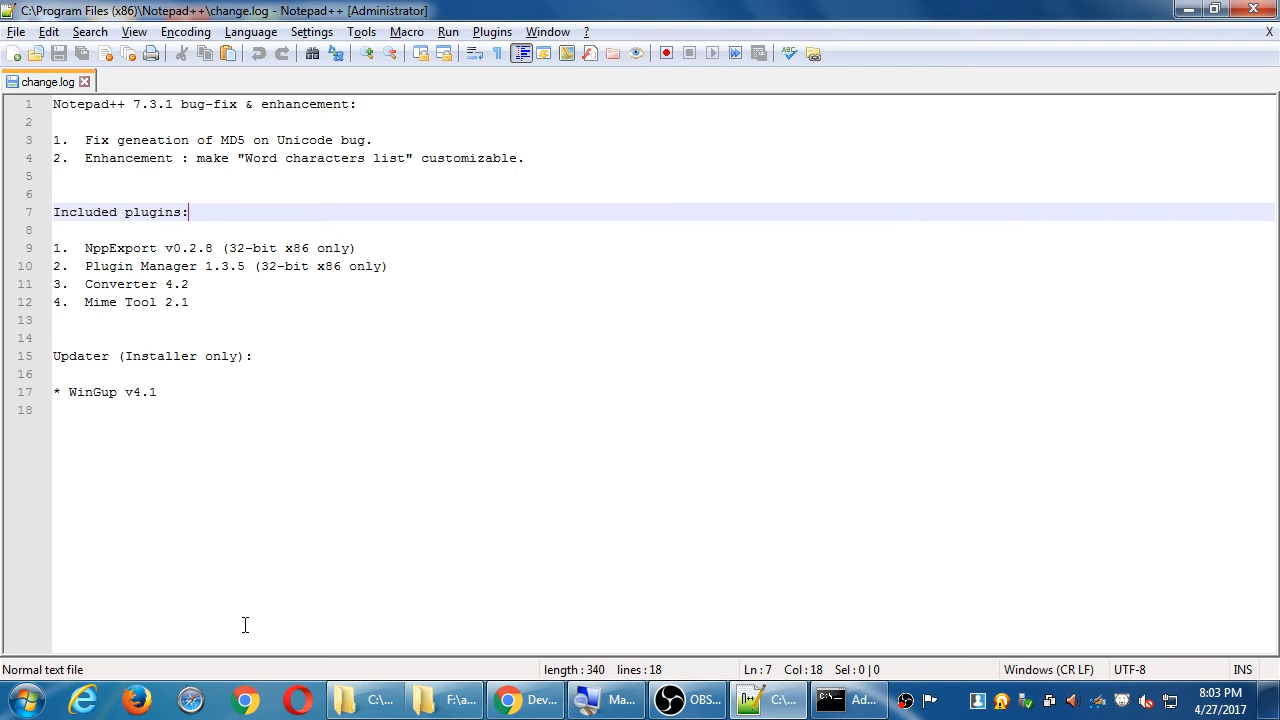 C:\Program Files (x86)\Notepad++\change.log - Notepad++ [Administrator]
File Edit Search View Encoding Language Settings Tools Macro Run Plugins Window ? X
change.log
1 Notepad++ 7.3.1 bug-fix & enhancement:
2
3 1. Fix geneation of MD5 on Unicode bug.
4 2. Enhancement : make "Word characters list" customizable.
5
6
7 Included plugins:
8
9 1. NppExport v0.2.8 (32-bit x86 only)
10 2. Plugin Manager 1.3.5 (32-bit x86 only)
11 3. Converter 4.2
12 4. Mime Tool 2.1
13
14
15 Updater (Installer only):
16
17 * WinGup v4.1
18
Normal text file length : 340 lines : 18 Ln : 7 Col : 18 Sel : 0 | 0 Windows (CR LF) UTF-8 INS
C:\... F:\a... Dev... Ma... OBS... C:\... Ad... 8:03 PM
4/27/2017